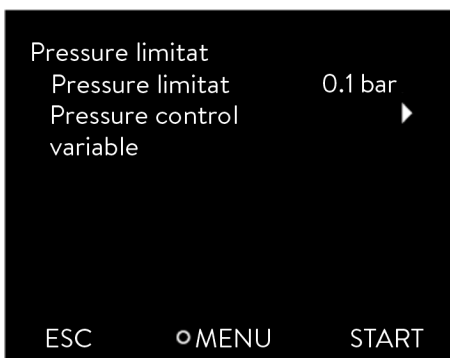 Pressure limitat
Pressure limitat 0.1 bar
Pressure control
variable
ESC MENU START